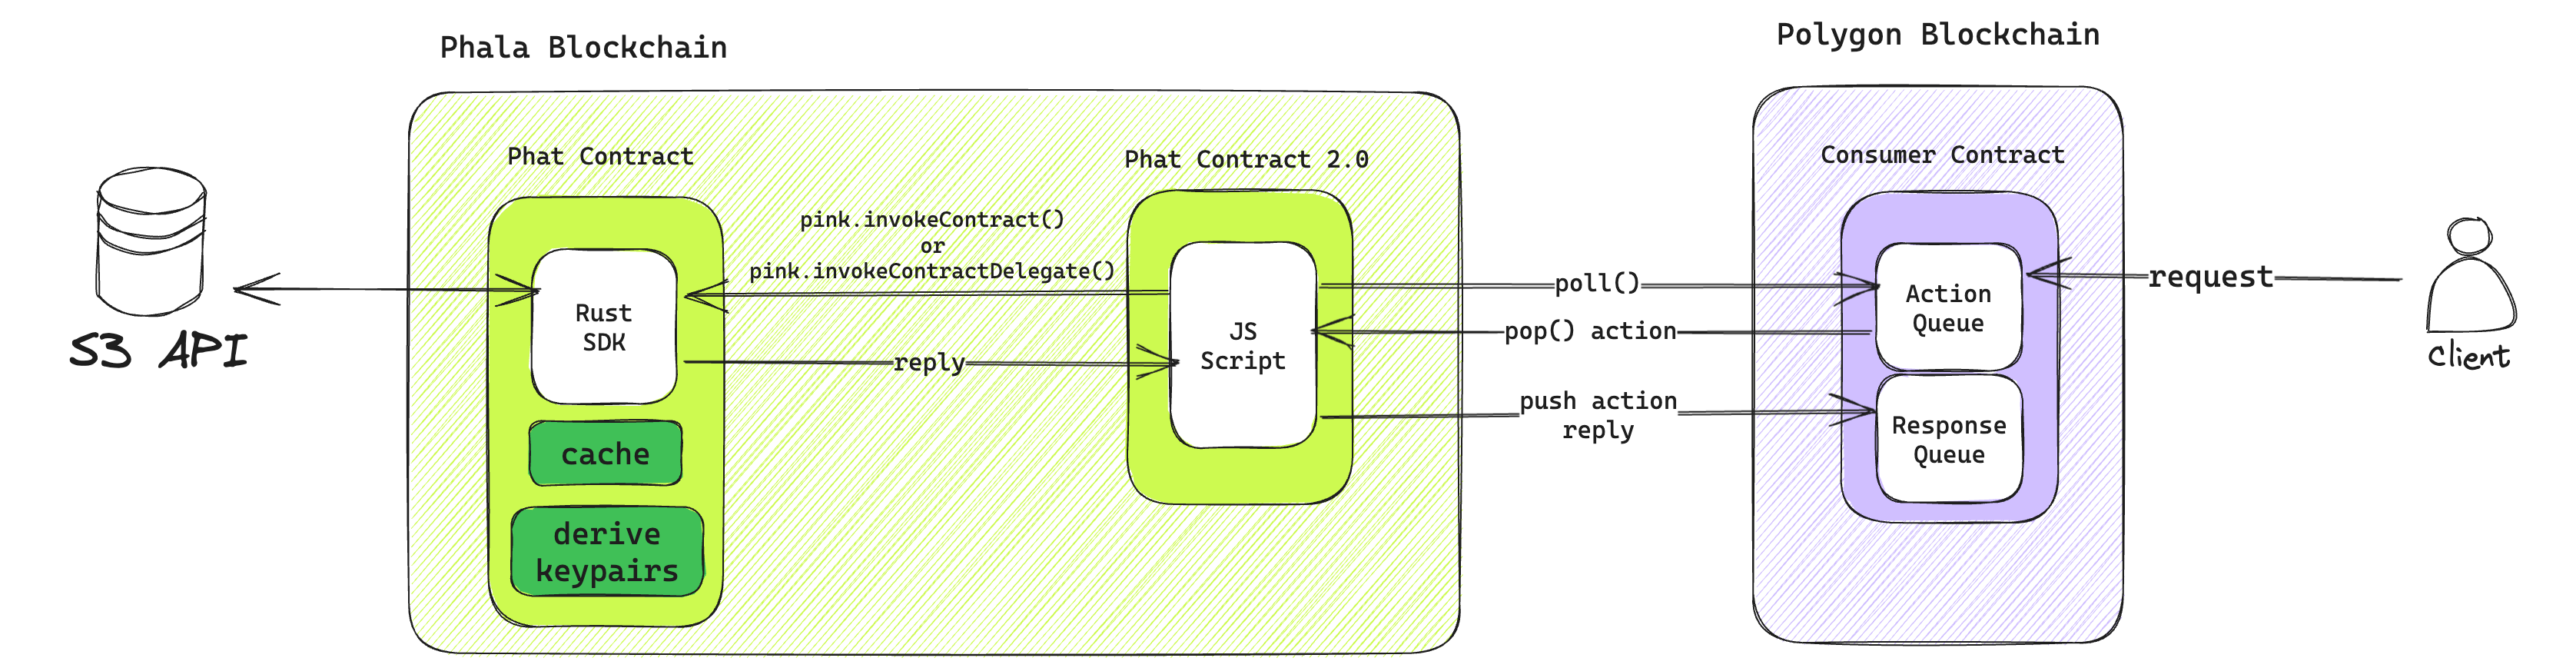 Phala Blockchain
Polygon Blockchain
Phat Contract
Phat Contract 2.0
Consumer Contract
S3 API
Rust
SDK
cache
derive
keypairs
pink.invokeContract()
or
pink.invokeContractDelegate()
reply
JS
Script
poll()
pop() action
push action
reply
Action
Queue
Response
Queue
request
Client